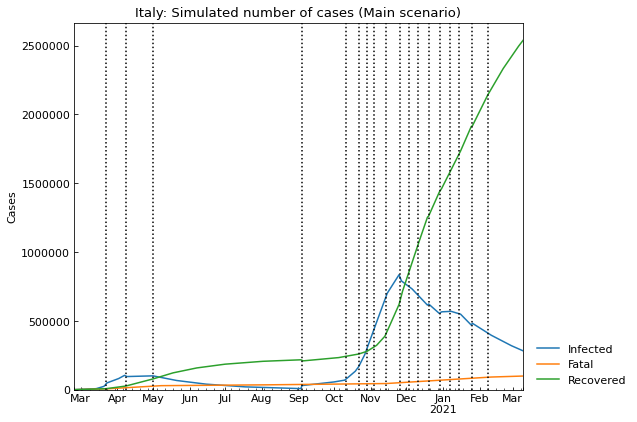 Italy: Simulated number of cases (Main scenario)
Cases
2500000
2000000
1500000
1000000
500000
0
Mar Apr May Jun Jul Aug Sep Oct Nov Dec Jan Feb Mar
2021
Infected
Fatal
Recovered